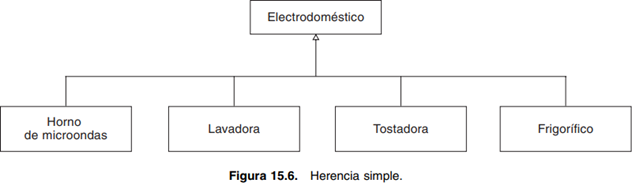 Electrodoméstico
Horno
de microondas
Lavadora
Tostadora
Frigorífico
Figura 15.6. Herencia simple.